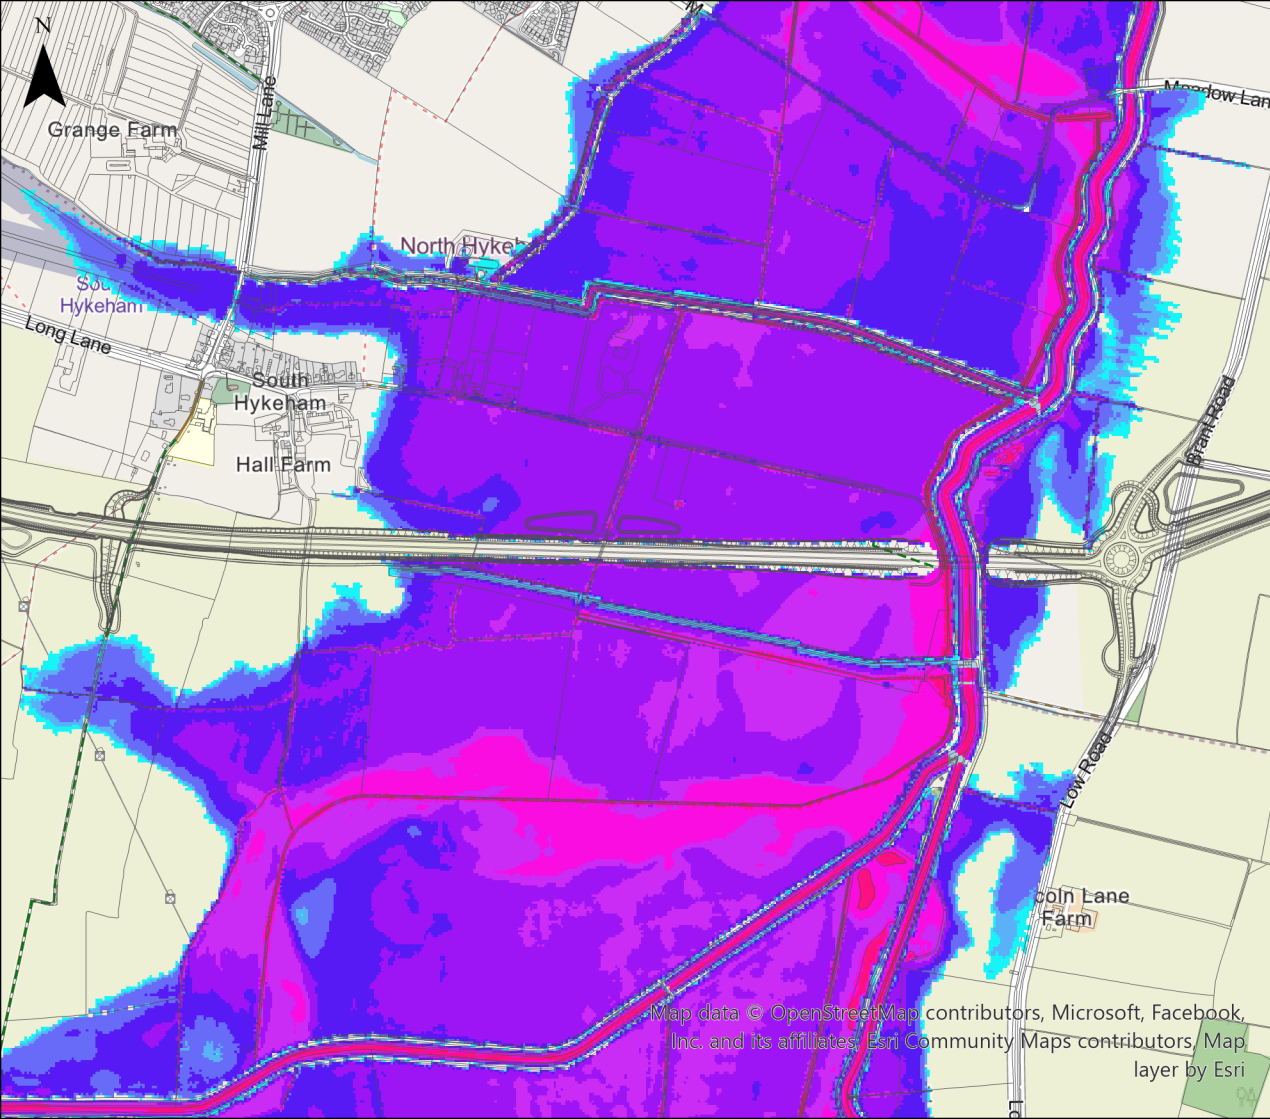 N
Meadow Lan
Mill Lane
Grange Farm
North Hykeh
Sou
Hykeham
Long Lane
South
Hykeham
Brant Road
Hall Farm
Low Road
coln Lane
Farm
Map data © OpenStreetMap contributors, Microsoft, Facebook,
Inc. and its affiliates, Esri Community Maps contributors, Map
layer by Esri